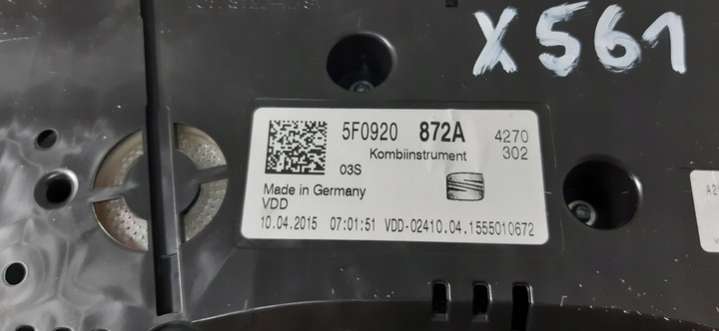 X561
5F0920 872A 4270
Kombiinstrument 302
03S
Made in Germany
VDD
10.04.2015 07:01:51 VDD-02410.04.1555010672